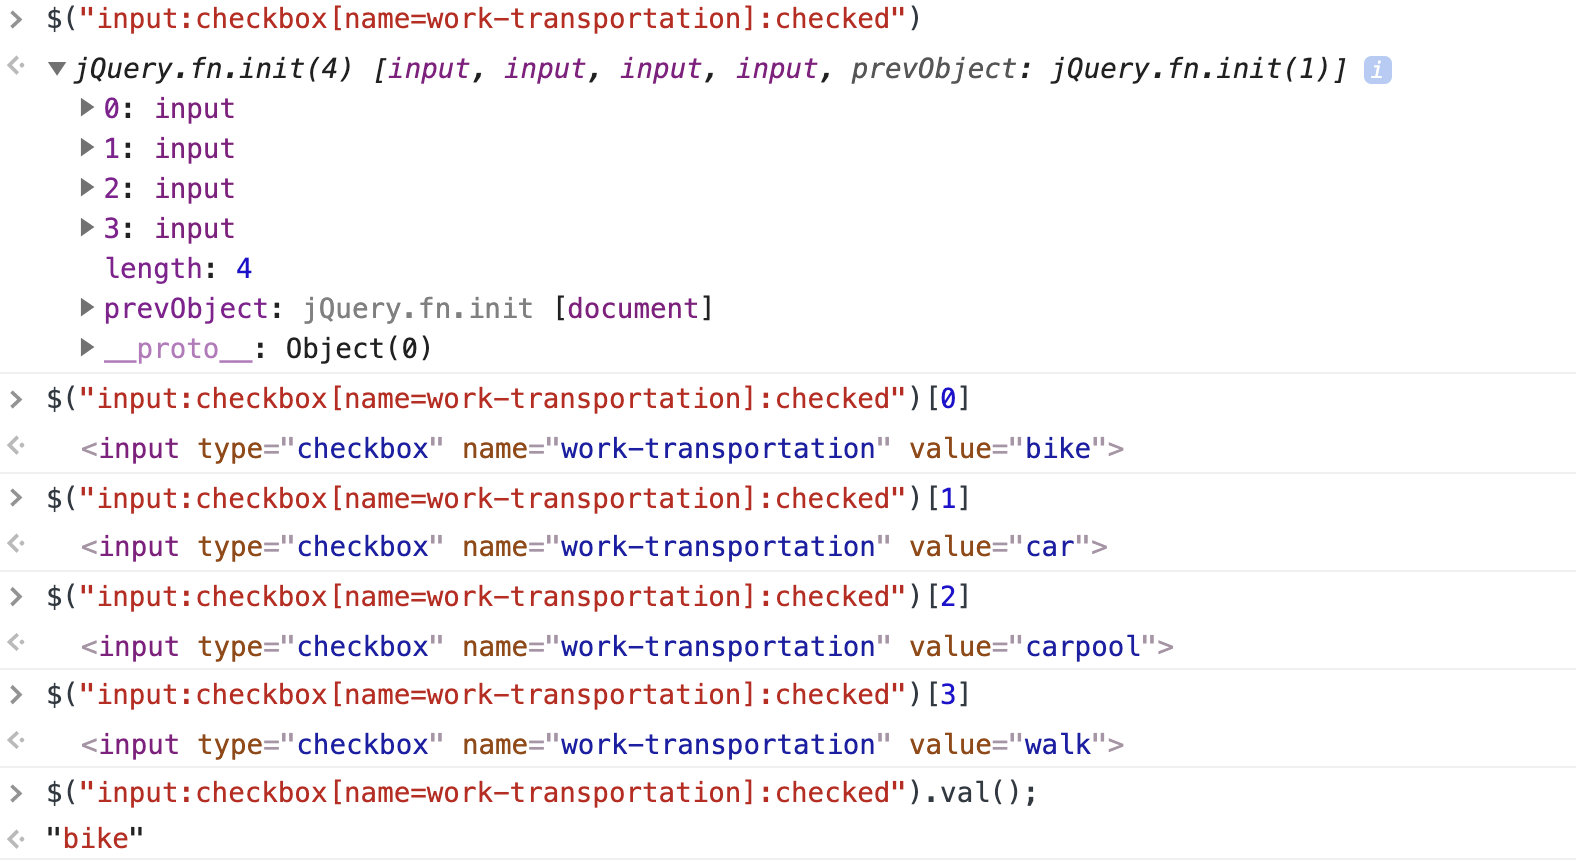 > $("input:checkbox[name=work-transportation]:checked")
<· ▼jQuery.fn.init(4) [input, input, input, input, prevObject: jQuery.fn.init(1)] i
▶0: input
▶1: input
▶2: input
▶3: input
length: 4
▶prevObject: jQuery.fn.init [document]
▶__proto__: Object(0)
> $("input:checkbox[name=work-transportation]:checked")[0]
<· <input type="checkbox" name="work-transportation" value="bike">
> $("input:checkbox[name=work-transportation]:checked")[1]
<· <input type="checkbox" name="work-transportation" value="car">
> $("input:checkbox[name=work-transportation]:checked")[2]
<· <input type="checkbox" name="work-transportation" value="carpool">
> $("input:checkbox[name=work-transportation]:checked")[3]
<· <input type="checkbox" name="work-transportation" value="walk">
> $("input:checkbox[name=work-transportation]:checked").val();
<· "bike"